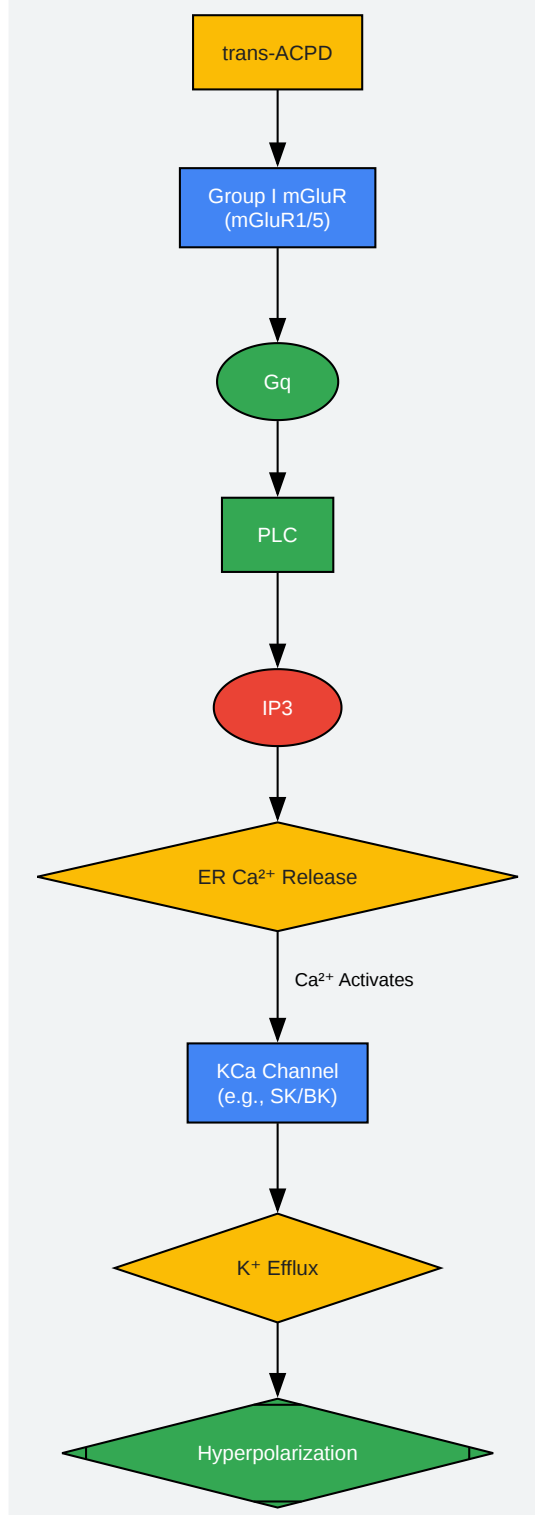 trans-ACPD
Group I mGluR
(mGluR1/5)
Gq
PLC
IP3
ER Ca²⁺ Release
Ca²⁺ Activates
KCa Channel
(e.g., SK/BK)
K⁺ Efflux
Hyperpolarization